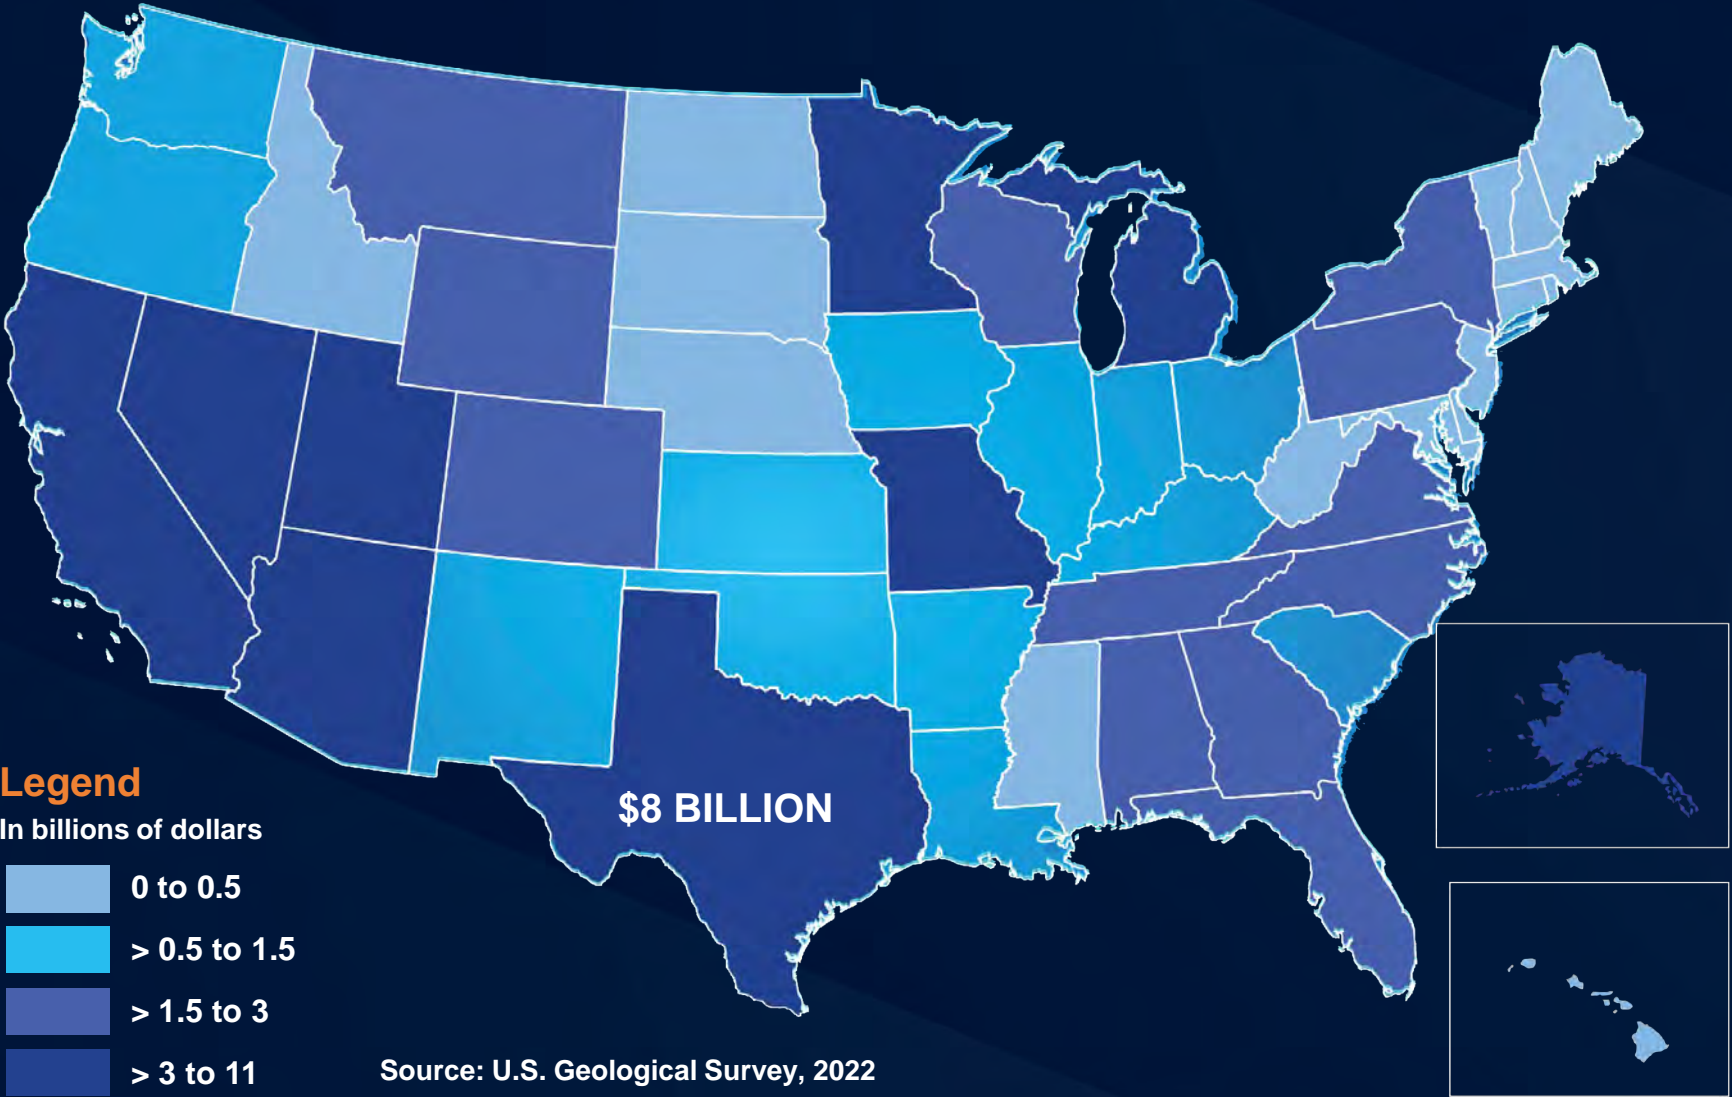 $8 BILLION
Legend
In billions of dollars
0 to 0.5
> 0.5 to 1.5
> 1.5 to 3
> 3 to 11
Source: U.S. Geological Survey, 2022